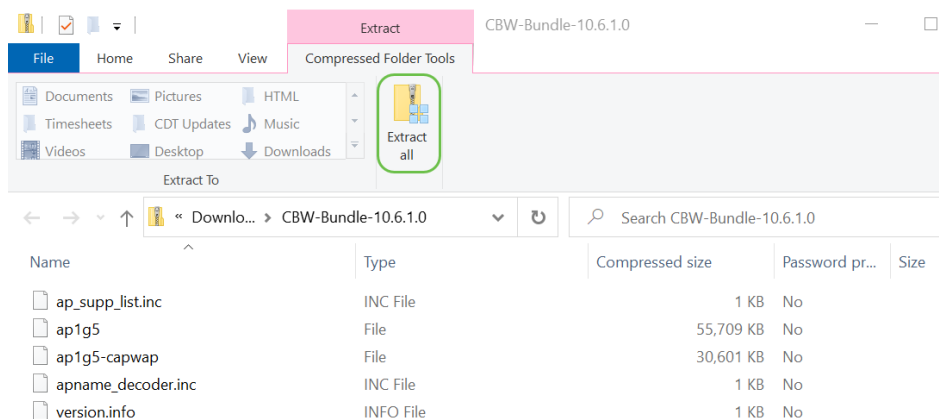 Extract
CBW-Bundle-10.6.1.0
File Home Share View Compressed Folder Tools
Documents Pictures HTML
Timesheets CDT Updates Music
Videos Desktop Downloads
Extract
all
Extract To
« Downlo... > CBW-Bundle-10.6.1.0 Search CBW-Bundle-10.6.1.0
Name Type Compressed size Password pr... Size
ap_supp_list.inc INC File 1 KB No
ap1g5 File 55,709 KB No
ap1g5-capwap File 30,601 KB No
apname_decoder.inc INC File 1 KB No
version.info INFO File 1 KB No